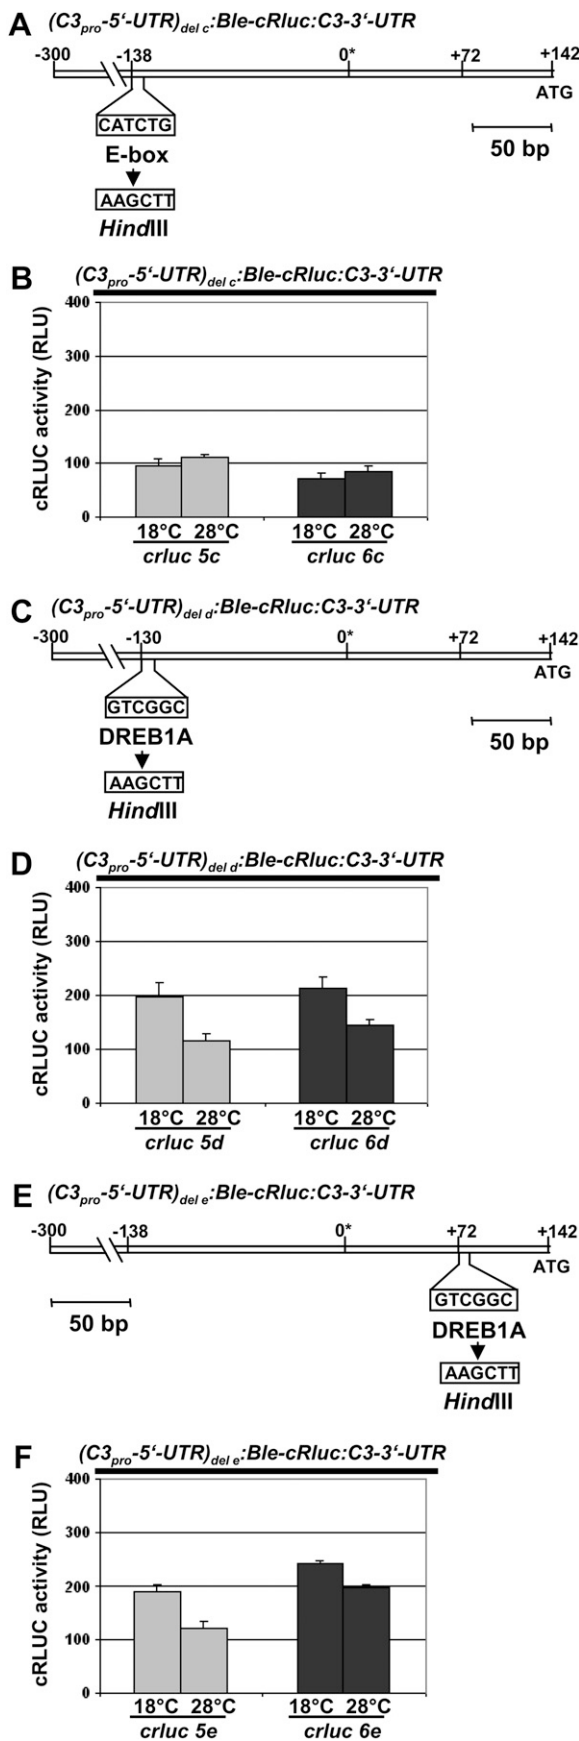 A (C3pro-5‘-UTR)del c:Ble-cRluc:C3-3‘-UTR
-300 -138 0* +72 +142
ATG
CATCTG
E-box
50 bp
AAGCTT
HindIII
B (C3pro-5‘-UTR)del c:Ble-cRluc:C3-3‘-UTR
cRLUC activity (RLU)
400
300
200
100
0
18°C 28°C 18°C 28°C
crluc 5c crluc 6c
C (C3pro-5‘-UTR)del d:Ble-cRluc:C3-3‘-UTR
-300 -130 0* +72 +142
ATG
GTCGGC
DREB1A
50 bp
AAGCTT
HindIII
D (C3pro-5‘-UTR)del d:Ble-cRluc:C3-3‘-UTR
cRLUC activity (RLU)
400
300
200
100
0
18°C 28°C 18°C 28°C
crluc 5d crluc 6d
E (C3pro-5‘-UTR)del e:Ble-cRluc:C3-3‘-UTR
-300 -138 0* +72 +142
ATG
GTCGGC
50 bp
DREB1A
AAGCTT
HindIII
F (C3pro-5‘-UTR)del e:Ble-cRluc:C3-3‘-UTR
cRLUC activity (RLU)
400
300
200
100
0
18°C 28°C 18°C 28°C
crluc 5e crluc 6e